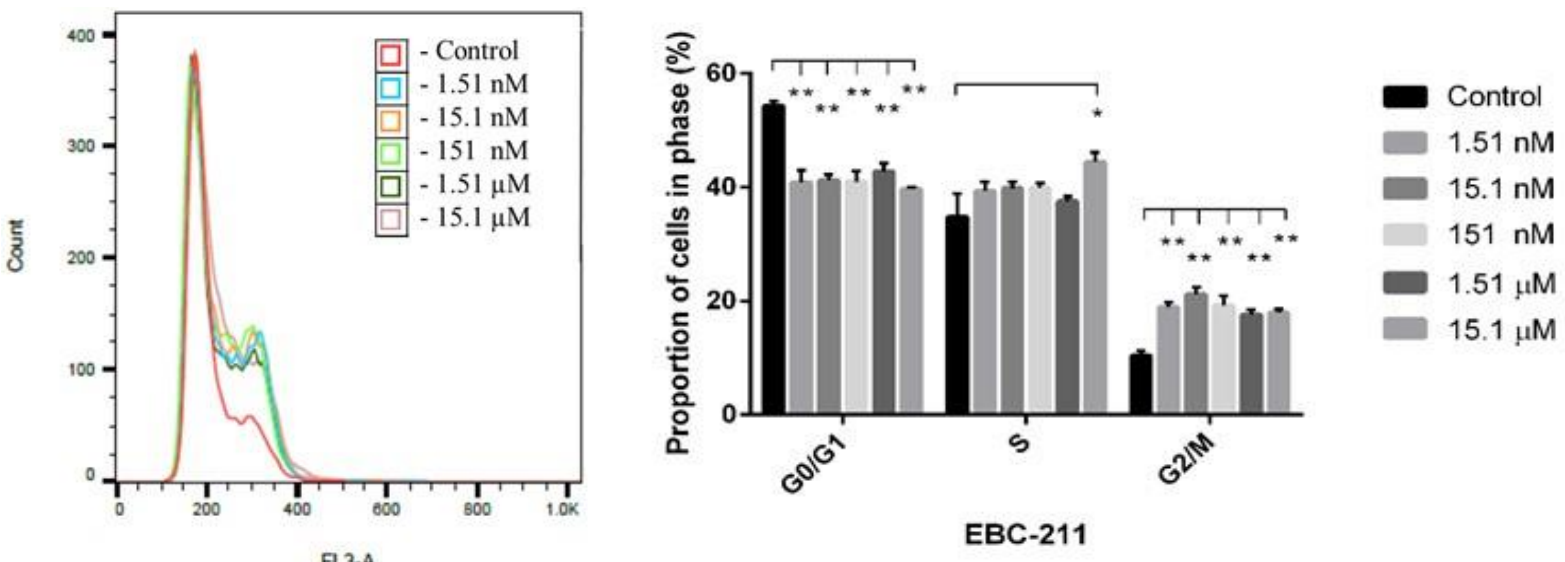 400
300
200
100
0
Count
0 200 400 600 800 1.0K
- Control
- 1.51 nM
- 15.1 nM
- 151 nM
- 1.51 μM
- 15.1 μM
Proportion of cells in phase (%)
60
40
20
0
** ** ** ** **
*
** ** ** ** **
G0/G1 S G2/M
EBC-211
Control
1.51 nM
15.1 nM
151 nM
1.51 μM
15.1 μM